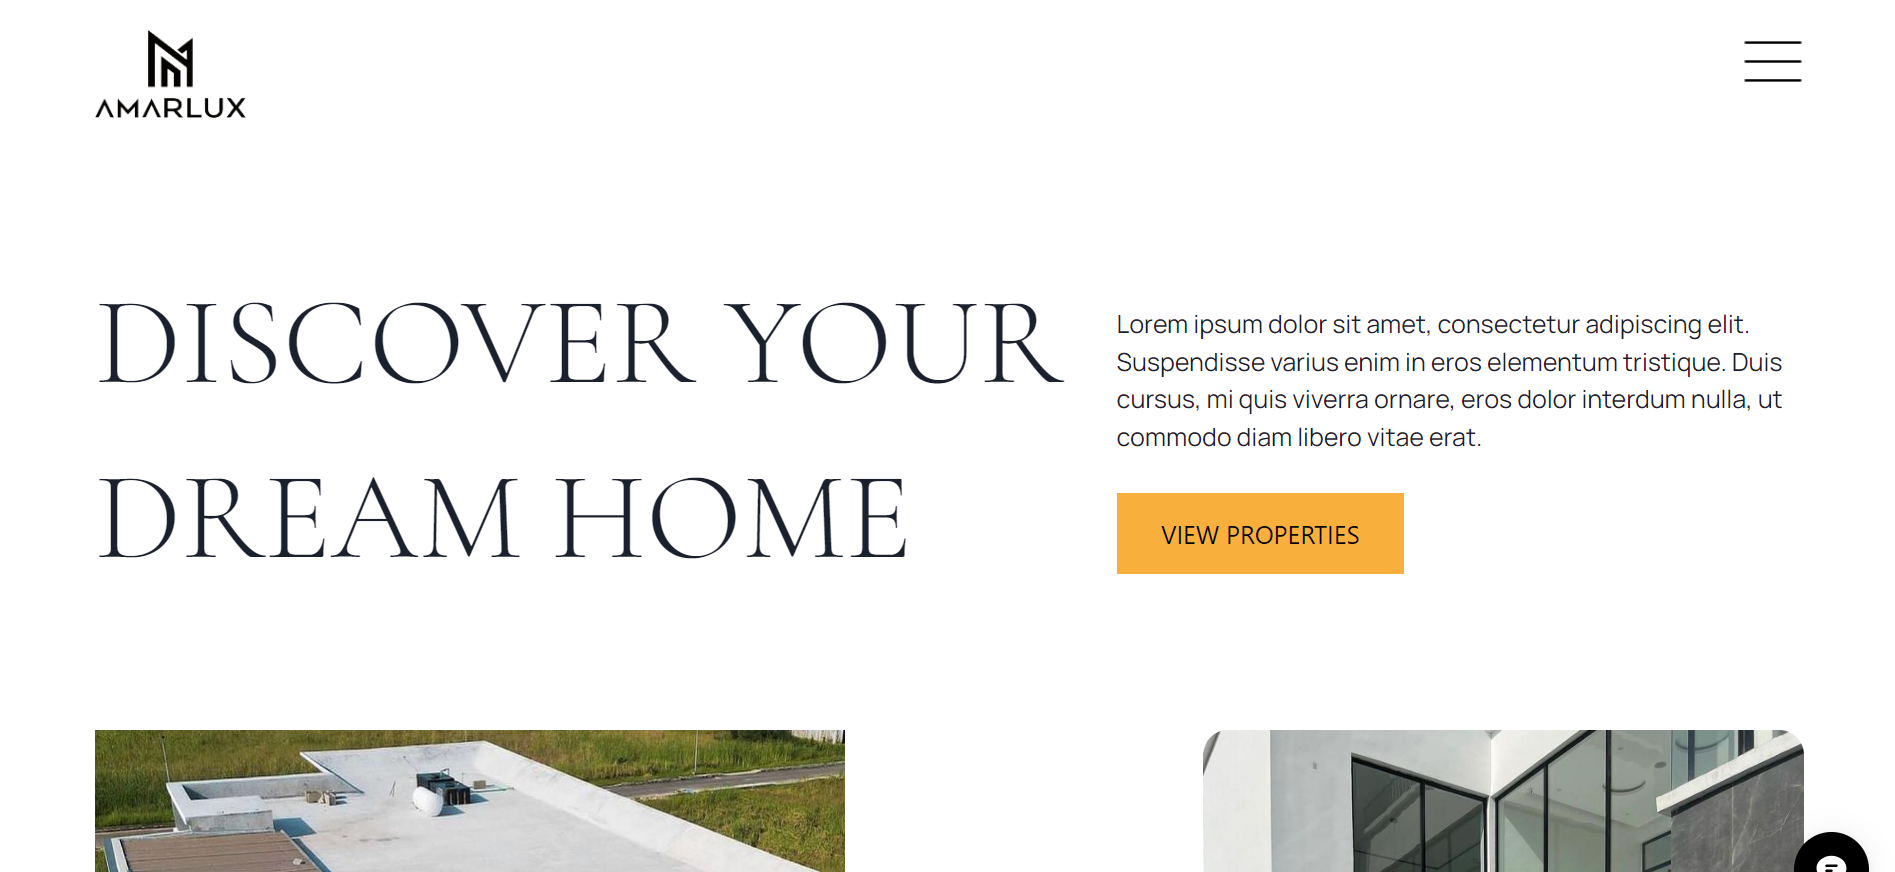 AMARLUX
DISCOVER YOUR
DREAM HOME
Lorem ipsum dolor sit amet, consectetur adipiscing elit.
Suspendisse varius enim in eros elementum tristique. Duis
cursus, mi quis viverra ornare, eros dolor interdum nulla, ut
commodo diam libero vitae erat.
VIEW PROPERTIES